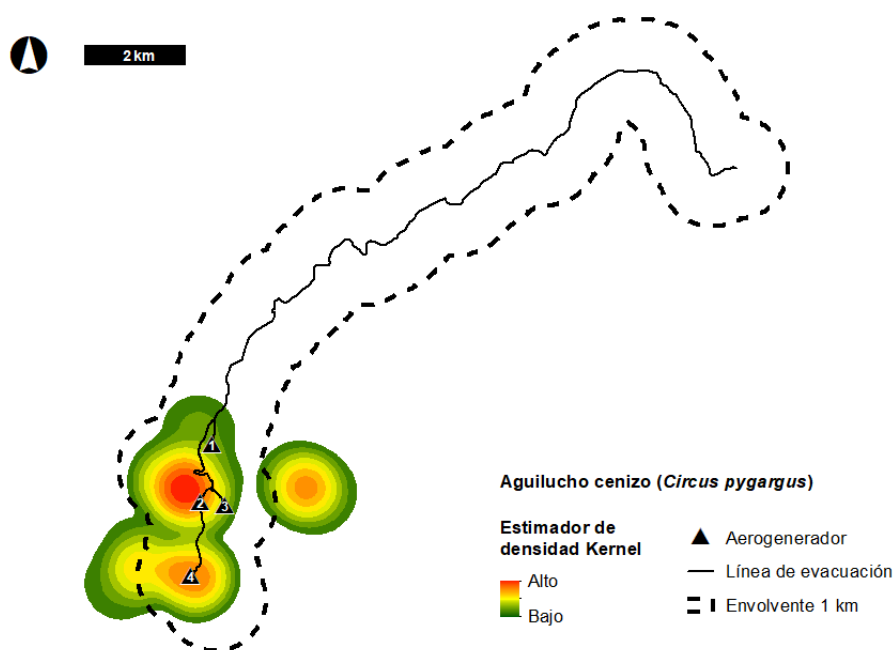 2 km
1
2
3
4
Aguilucho cenizo (Circus pygargus)
Estimador de
densidad Kernel
Alto
Bajo
Aerogenerador
Línea de evacuación
Envolvente 1 km